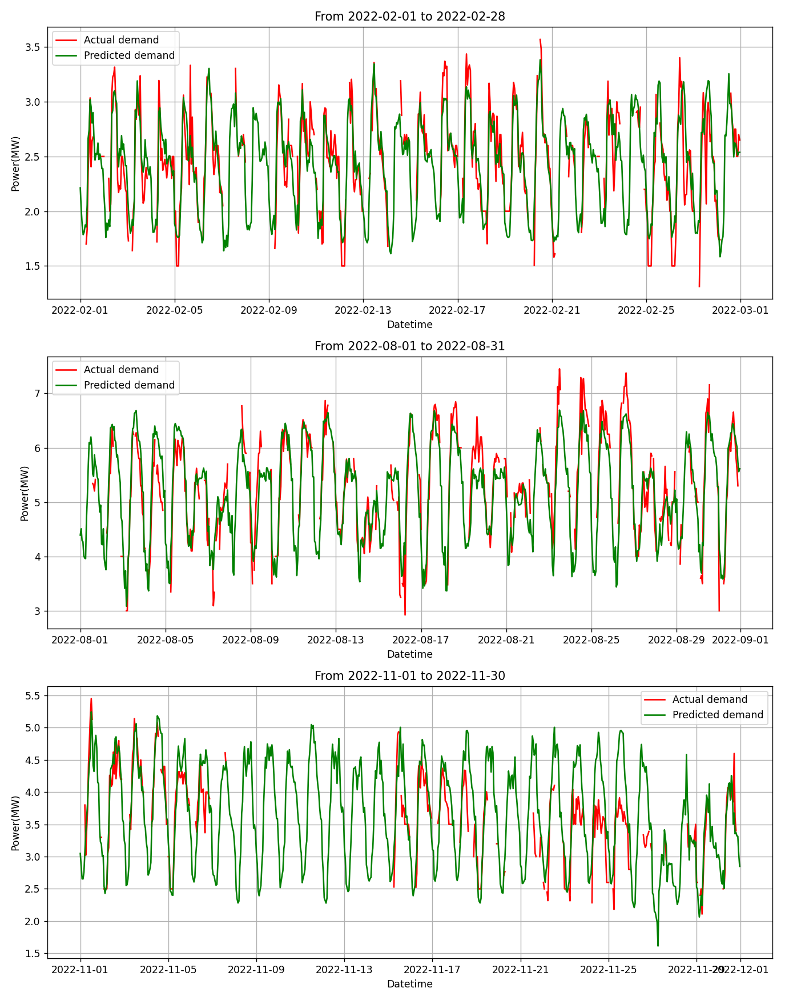 From 2022-02-01 to 2022-02-28
Actual demand
Predicted demand
Power(MW)
3.5
3.0
2.5
2.0
1.5
2022-02-01 2022-02-05 2022-02-09 2022-02-13 2022-02-17 2022-02-21 2022-02-25 2022-03-01
Datetime
From 2022-08-01 to 2022-08-31
Actual demand
Predicted demand
Power(MW)
7
6
5
4
3
2022-08-01 2022-08-05 2022-08-09 2022-08-13 2022-08-17 2022-08-21 2022-08-25 2022-08-29 2022-09-01
Datetime
From 2022-11-01 to 2022-11-30
Actual demand
Predicted demand
Power(MW)
5.5
5.0
4.5
4.0
3.5
3.0
2.5
2.0
1.5
2022-11-01 2022-11-05 2022-11-09 2022-11-13 2022-11-17 2022-11-21 2022-11-25 2022-11-29 2022-12-01
Datetime